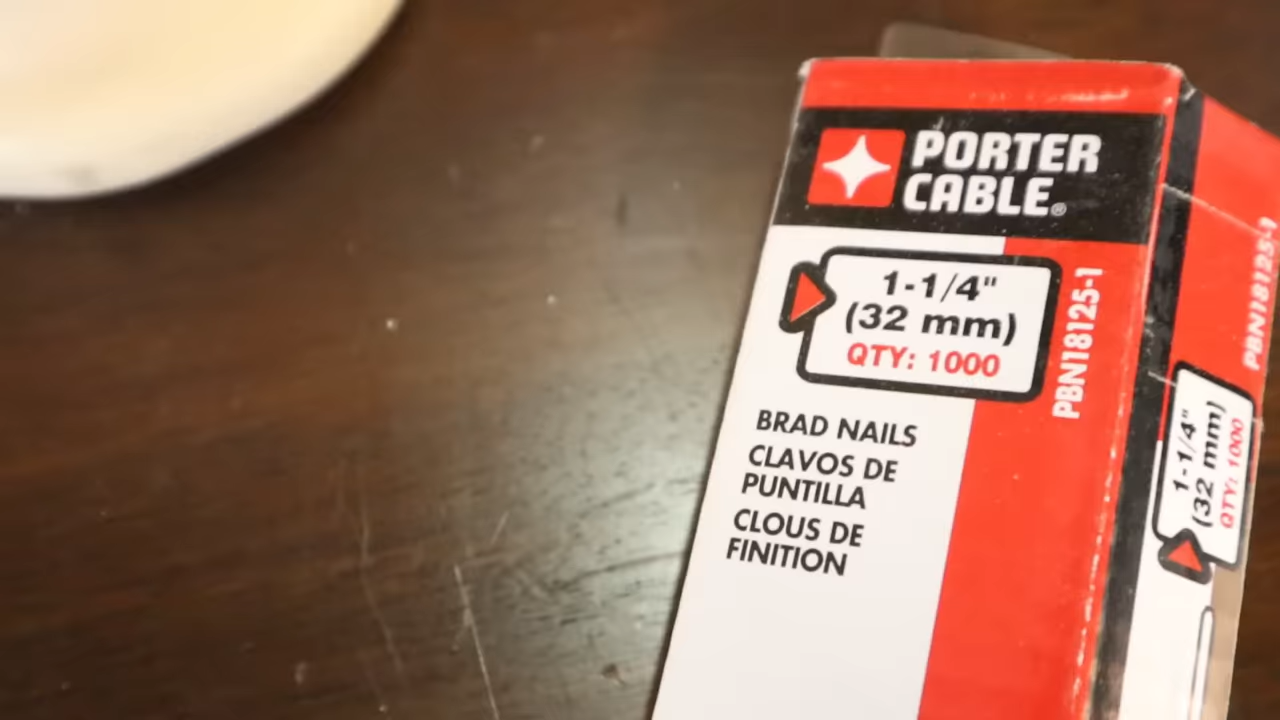 PORTER
CABLE®
1-1/4"
(32 mm)
QTY: 1000
PBN18125-1
BRAD NAILS
CLAVOS DE
PUNTILLA
CLOUS DE
FINITION
PBN18125-1
1-1/4"
(32 mm)
QTY: 1000